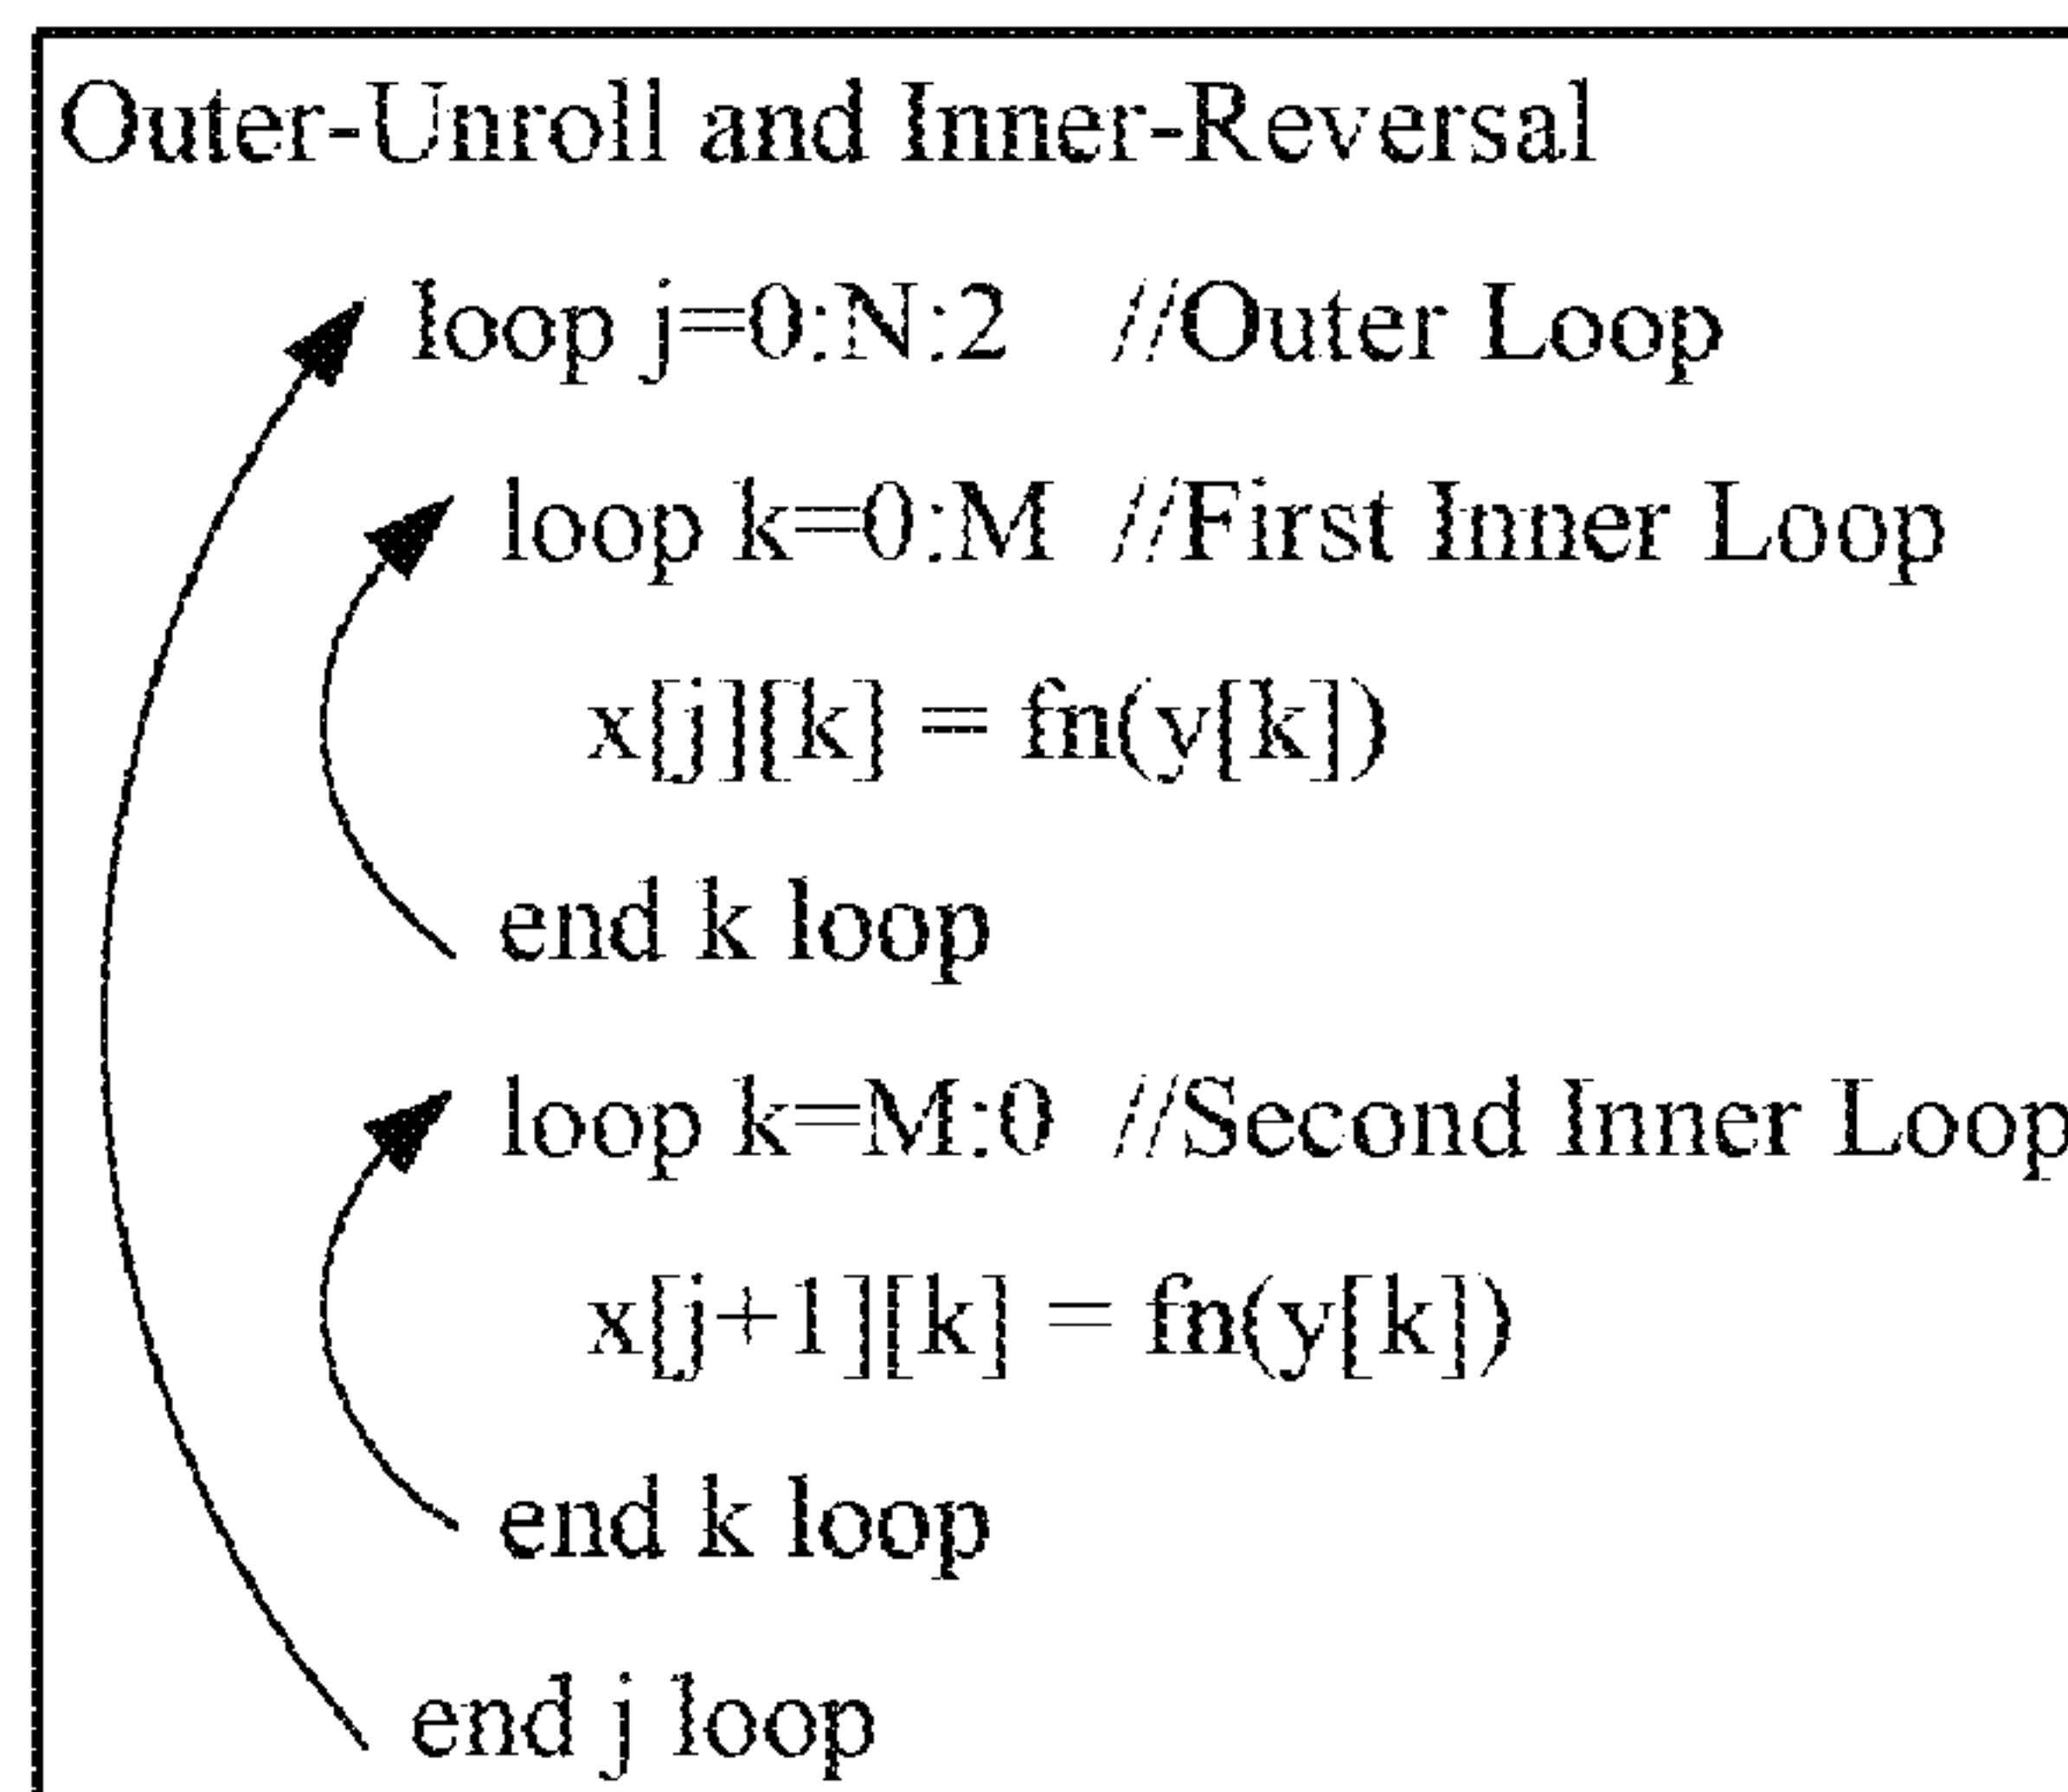 Outer-Unroll and Inner-Reversal
loop j=0:N:2 //Outer Loop
loop k=0:M //First Inner Loop
x[j][k] = fn(y[k])
end k loop
loop k=M:0 //Second Inner Loop
x[j+1][k] = fn(y[k])
end k loop
end j loop